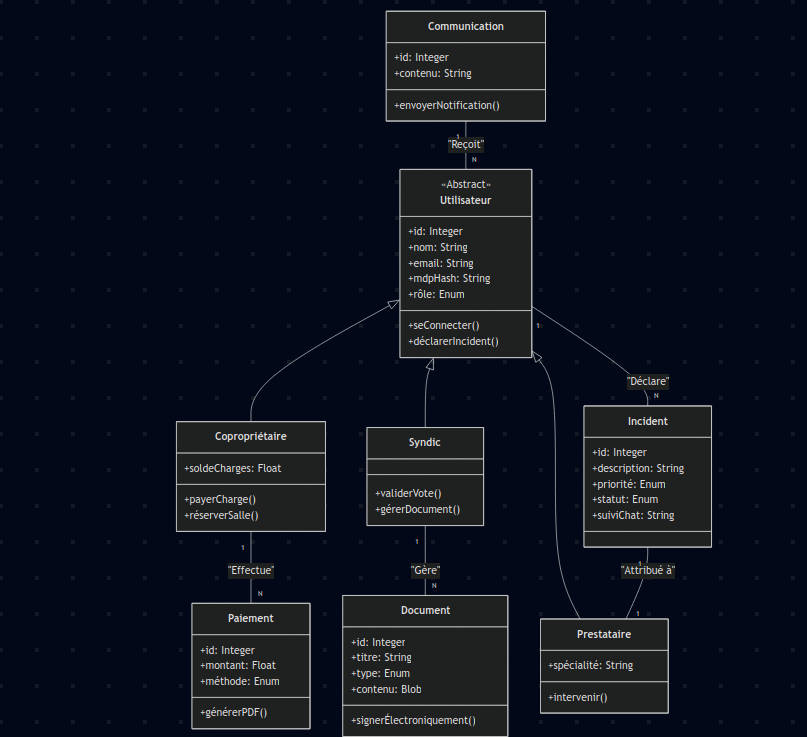 Communication
+id: Integer
+contenu: String
+envoyerNotification()
1
"Reçoit"
N
«Abstract»
Utilisateur
+id: Integer
+nom: String
+email: String
+mdpHash: String
+rôle: Enum
+seConnecter()
+déclarerIncident()
1
"Déclare"
N
Copropriétaire
+soldeCharges: Float
+payerCharge()
+réserverSalle()
Syndic
+validerVote()
+gérerDocument()
Incident
+id: Integer
+description: String
+priorité: Enum
+statut: Enum
+suiviChat: String
1
"Effectue"
N
1
"Gère"
N
1
"Attribué à"
1
Paiement
+id: Integer
+montant: Float
+méthode: Enum
+générerPDF()
Document
+id: Integer
+titre: String
+type: Enum
+contenu: Blob
+signerÉlectroniquement()
Prestataire
+spécialité: String
+intervenir()